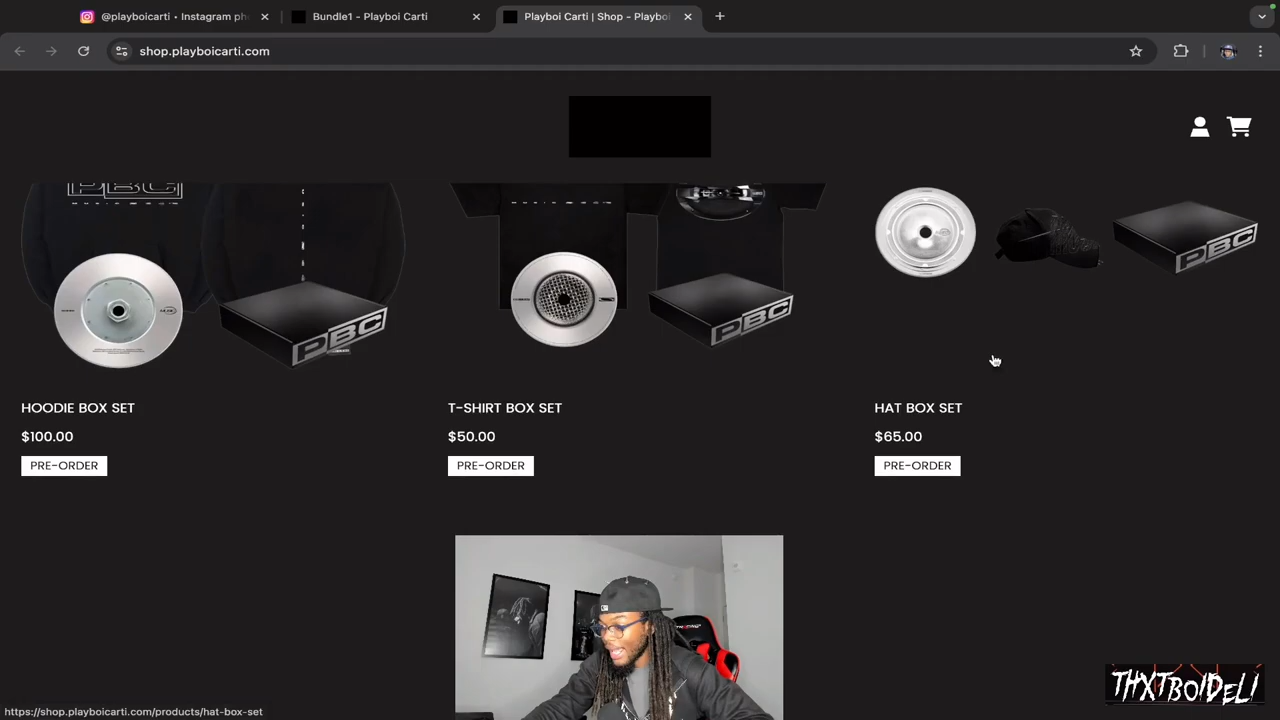 @playboicarti • Instagram ph
Bundle1 - Playboi Carti
Playboi Carti | Shop - Playboi
shop.playboicarti.com
PBC
PBC
PBC
PBC
HOODIE BOX SET
T-SHIRT BOX SET
HAT BOX SET
$100.00
$50.00
$65.00
PRE-ORDER
PRE-ORDER
PRE-ORDER
THXTBOIDELI
https://shop.playboicarti.com/products/hat-box-set